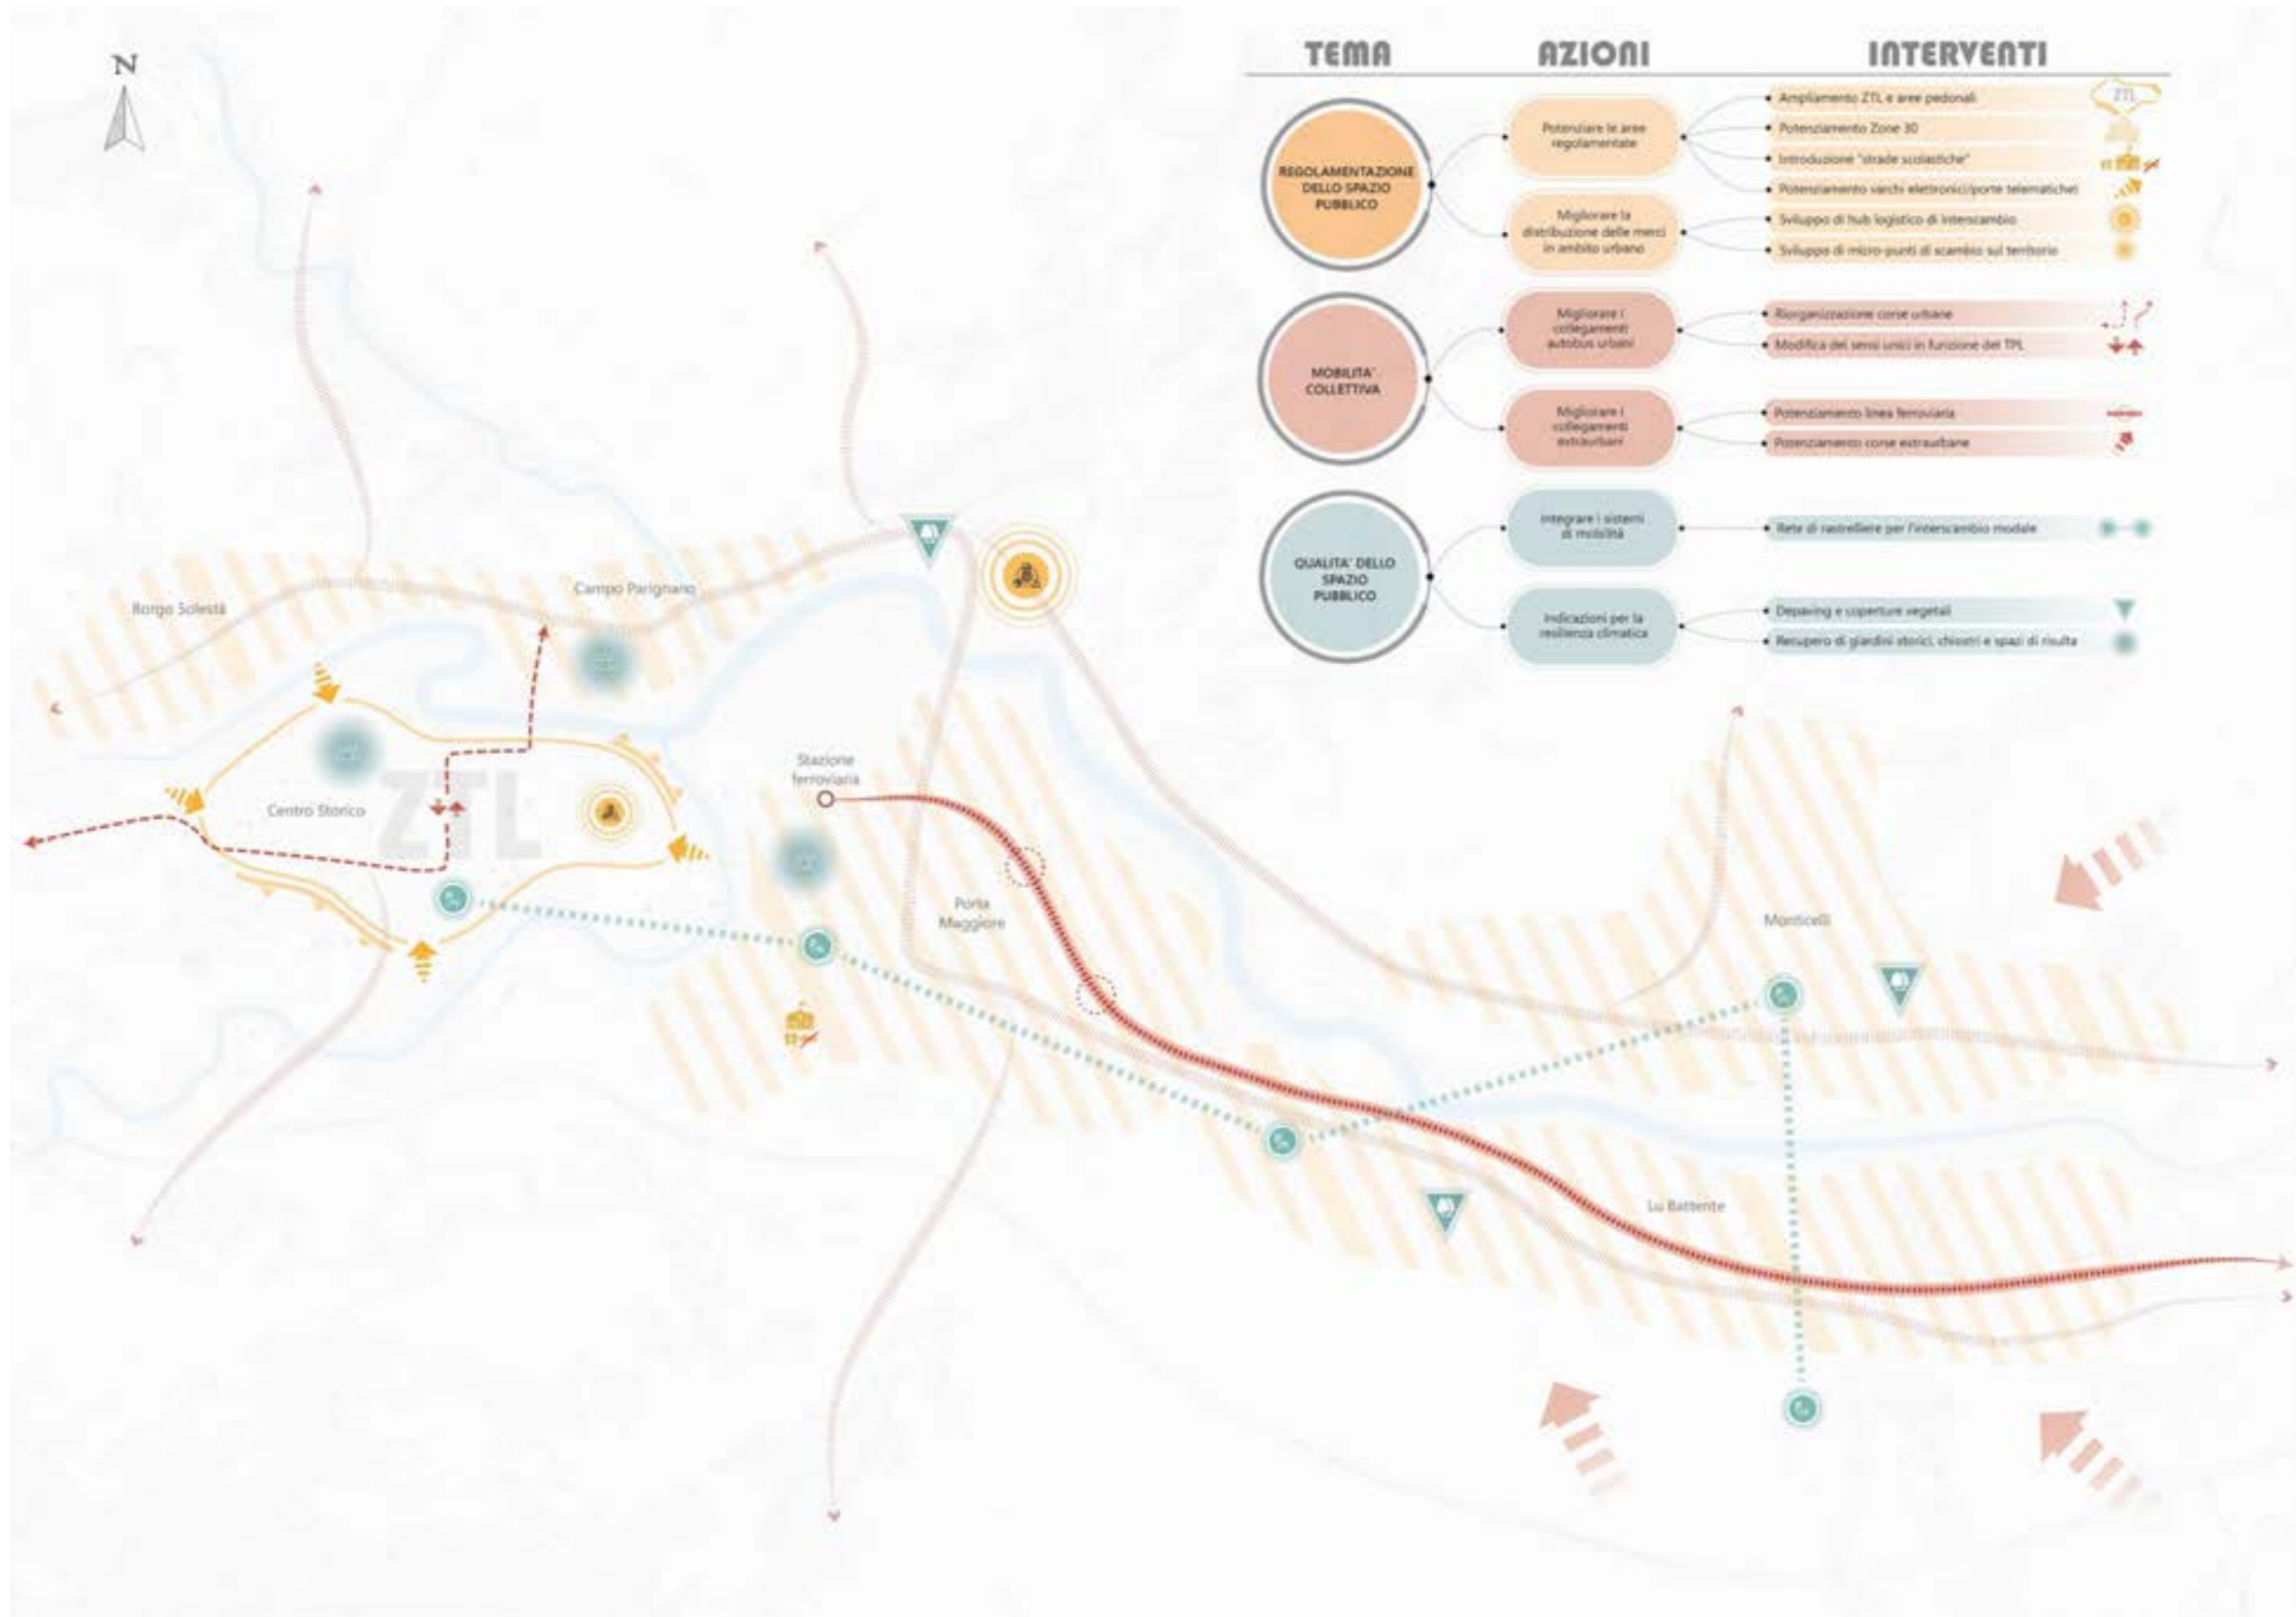 N
TEMA
AZIONI
INTERVENTI
REGOLAMENTAZIONE
DELLO SPAZIO
PUBBLICO
Potenziare le aree
regolamentate
Ampliamento ZTL e aree pedonali
ZTL
Potenziamento Zone 30
Introduzione "strade scolastiche"
Potenziamento varchi elettronici(porte telematiche)
Migliorare la
distribuzione delle merci
in ambito urbano
Sviluppo di hub logistico di interscambio
Sviluppo di micro-punti di scambio sul territorio
MOBILITA'
COLLETTIVA
Migliorare i
collegamenti
autobus urbani
Riorganizzazione corse urbane
Modifica dei sensi unici in funzione del TPL
Migliorare i
collegamenti
extraurbani
Potenziamento linea ferroviaria
Potenziamento corse extraurbane
QUALITA' DELLO
SPAZIO
PUBBLICO
Integrare i sistemi
di mobilità
Rete di rastrelliere per l'interscambio modale
Indicazioni per la
resilienza climatica
Depaving e coperture vegetali
Recupero di giardini storici, chiostri e spazi di risulta
Borgo Solestà
Campo Parignano
Stazione
ferroviaria
Centro Storico
ZTL
Porta
Maggiore
Monticelli
Lu Battente